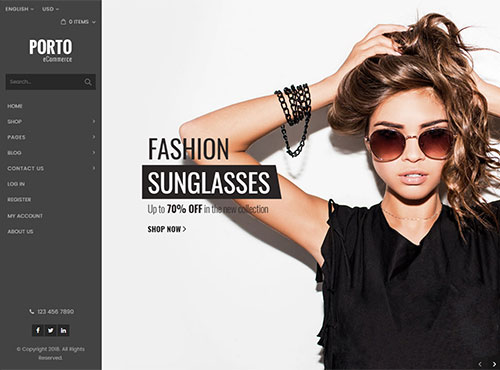 ENGLISH USD
0 ITEMS
PORTO
eCommerce
Search...
HOME
SHOP
PAGES
BLOG
CONTACT US
LOG IN
REGISTER
MY ACCOUNT
ABOUT US
FASHION
SUNGLASSES
Up to 70% OFF in the new collection
SHOP NOW
123 456 7890
© Copyright 2018. All Rights
Reserved.